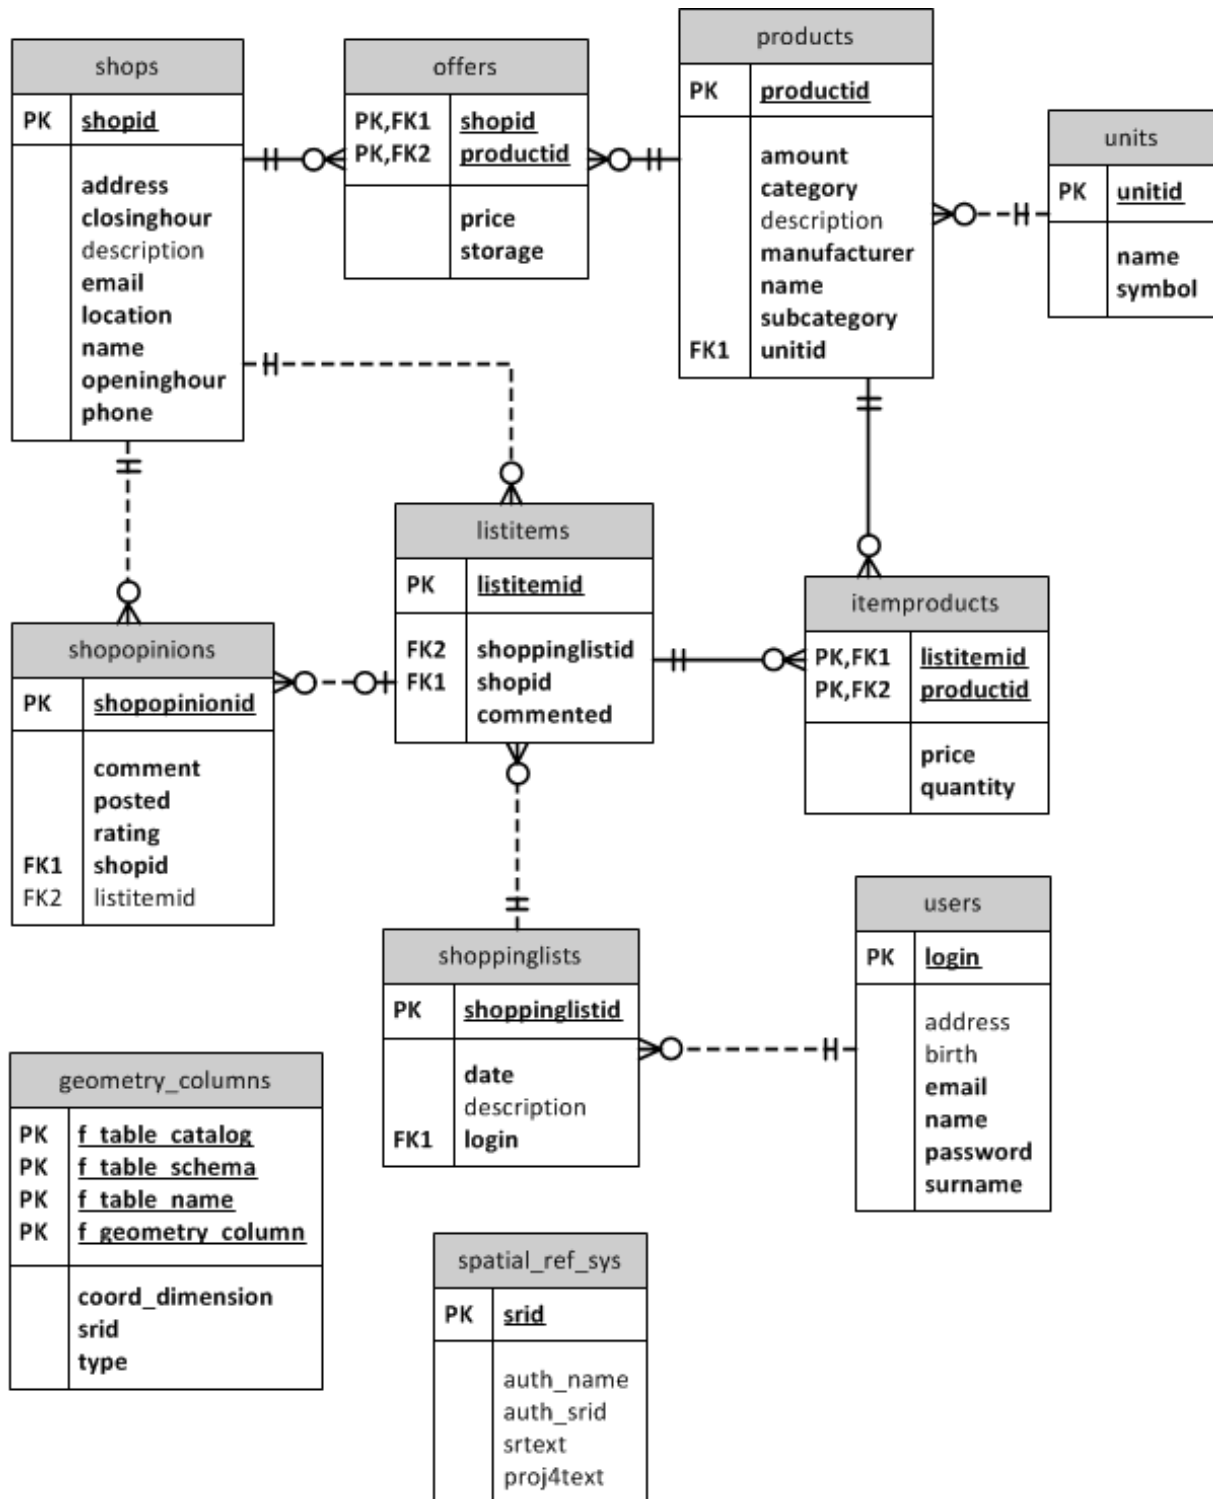 shops
PK shopid
address
closinghour
description
email
location
name
openinghour
phone
offers
PK,FK1 shopid
PK,FK2 productid
price
storage
products
PK productid
amount
category
description
manufacturer
name
subcategory
FK1 unitid
units
PK unitid
name
symbol
listitems
PK listitemid
FK2 shoppinglistid
FK1 shopid
commented
itemproducts
PK,FK1 listitemid
PK,FK2 productid
price
quantity
shopopinions
PK shopopinionid
comment
posted
rating
FK1 shopid
FK2 listitemid
shoppinglists
PK shoppinglistid
date
description
FK1 login
users
PK login
address
birth
email
name
password
surname
geometry_columns
PK f_table_catalog
PK f_table_schema
PK f_table_name
PK f_geometry_column
coord_dimension
srid
type
spatial_ref_sys
PK srid
auth_name
auth_srid
srtext
proj4text